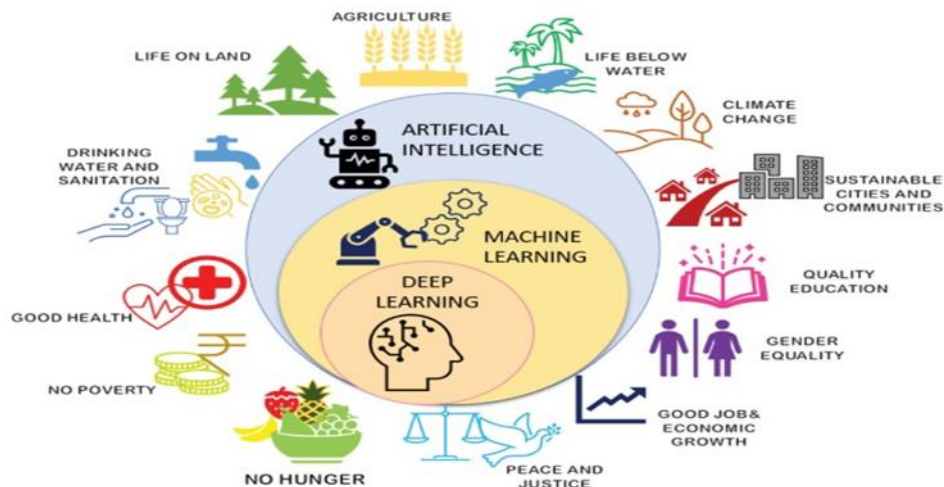 AGRICULTURE
LIFE ON LAND
LIFE BELOW
WATER
CLIMATE
CHANGE
ARTIFICIAL
INTELLIGENCE
DRINKING
WATER AND
SANITATION
SUSTAINABLE
CITIES AND
COMMUNITIES
MACHINE
LEARNING
DEEP
LEARNING
QUALITY
EDUCATION
GOOD HEALTH
GENDER
EQUALITY
NO POVERTY
GOOD JOB&
ECONOMIC
GROWTH
NO HUNGER
PEACE AND
JUSTICE